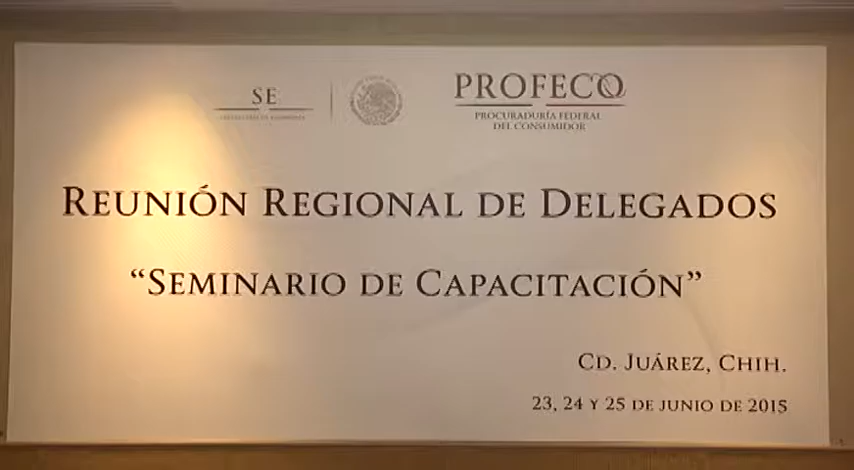 SE
PROFECO
PROCURADURÍA FEDERAL
DEL CONSUMIDOR
REUNIÓN REGIONAL DE DELEGADOS
“SEMINARIO DE CAPACITACIÓN”
CD. JUÁREZ, CHIH.
23, 24 Y 25 DE JUNIO DE 2015